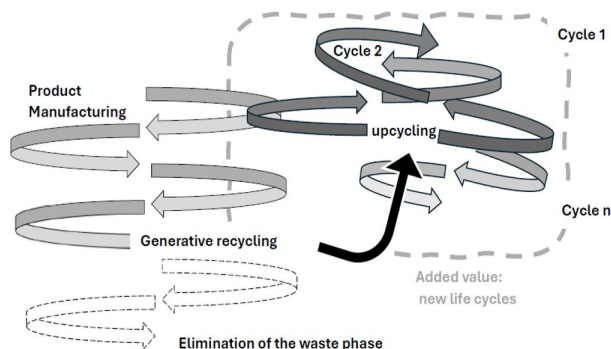 Cycle 1
Cycle 2
Product
Manufacturing
upcycling
Cycle n
Generative recycling
Added value:
new life cycles
Elimination of the waste phase